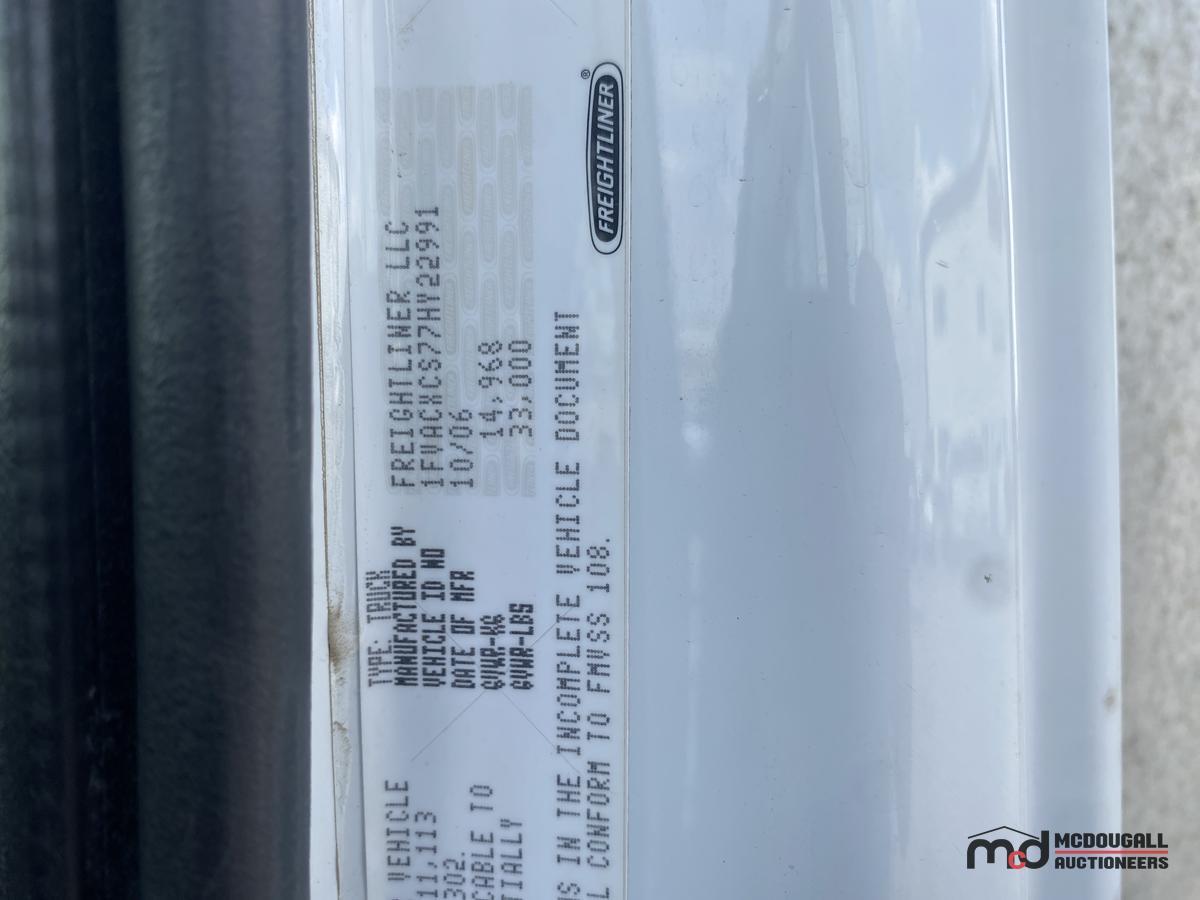 TYPE: TRUCK
MANUFACTURED BY FREIGHTLINER LLC
VEHICLE ID NO 1FVACXCS77HY22991
DATE OF MFR 10/06
GVWR-KG 14,968
GVWR-LBS 33,000
VEHICLE
11,113
302.
CABLE TO
TIALLY
S IN THE INCOMPLETE VEHICLE DOCUMENT
L CONFORM TO FMVSS 108.
FREIGHTLINER®
mcd MCDOUGALL
AUCTIONEERS